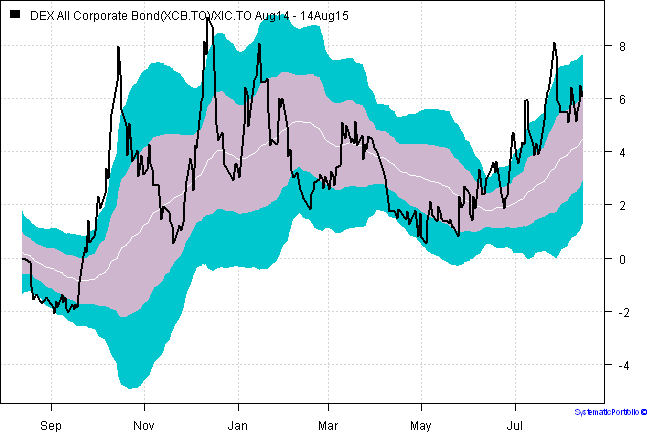 DEX All Corporate Bond(XCB.TO)/XIC.TO Aug14 - 14Aug15
8
6
4
2
0
-2
-4
Sep Nov Jan Mar May Jul
SystematicPortfolio ©